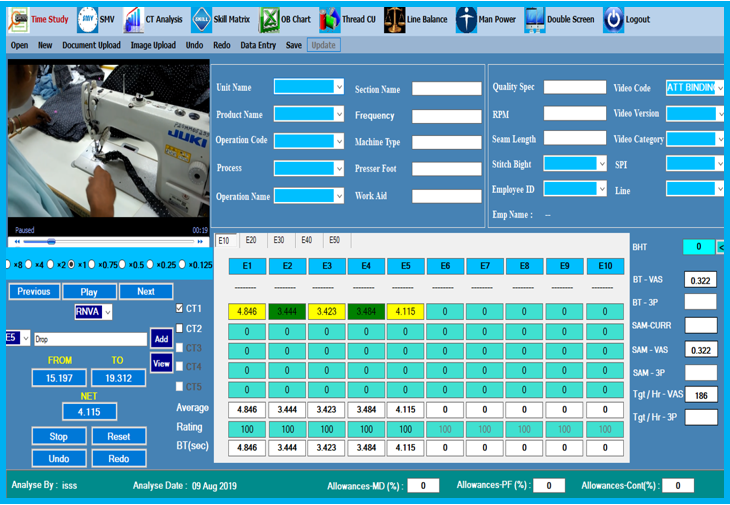 Time Study SMV CT Analysis SKILL Skill Matrix OB Chart Thread CU Line Balance Man Power Double Screen Logout
Open New Document Upload Image Upload Undo Redo Data Entry Save Update
JUKI
Paused 00:19
×8 ×4 ×2 ×1 ×0.75 ×0.5 ×0.25 ×0.125
Previous Play Next
RNVA
E5 Drop Add
FROM TO View
15.197 19.312
NET
4.115
Stop Reset
Undo Redo
Unit Name Section Name
Product Name Frequency
Operation Code Machine Type
Process Presser Foot
Operation Name Work Aid
Quality Spec Video Code ATT BINDING
RPM Video Version
Seam Length Video Category
Stitch Bight SPI
Employee ID Line
Emp Name : --
E10 E20 E30 E40 E50
E1 E2 E3 E4 E5 E6 E7 E8 E9 E10
-------- -------- -------- -------- -------- -------- -------- -------- -------- --------
CT1 4.846 3.444 3.423 3.484 4.115 0 0 0 0 0
CT2 0 0 0 0 0 0 0 0 0 0
CT3 0 0 0 0 0 0 0 0 0 0
CT4 0 0 0 0 0 0 0 0 0 0
CT5 0 0 0 0 0 0 0 0 0 0
Average 4.846 3.444 3.423 3.484 4.115 0 0 0 0 0
Rating 100 100 100 100 100 100 100 100 100 100
BT(sec) 4.846 3.444 3.423 3.484 4.115 0 0 0 0 0
BHT 0 <
BT - VAS 0.322
BT - 3P
SAM-CURR
SAM - VAS 0.322
SAM - 3P
Tgt / Hr - VAS 186
Tgt / Hr - 3P
Analyse By : isss Analyse Date : 09 Aug 2019 Allowances-MD (%) : 0 Allowances-PF (%) : 0 Allowances-Cont(%) : 0